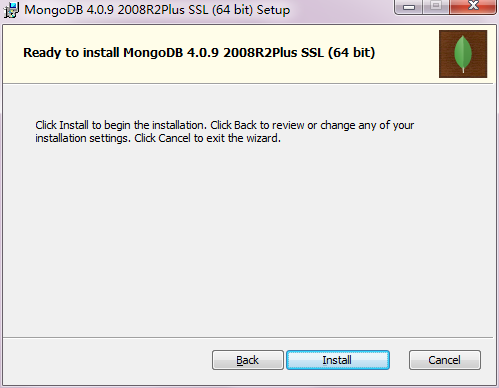 MongoDB 4.0.9 2008R2Plus SSL (64 bit) Setup
Ready to install MongoDB 4.0.9 2008R2Plus SSL (64 bit)
Click Install to begin the installation. Click Back to review or change any of your
installation settings. Click Cancel to exit the wizard.
Back
Install
Cancel